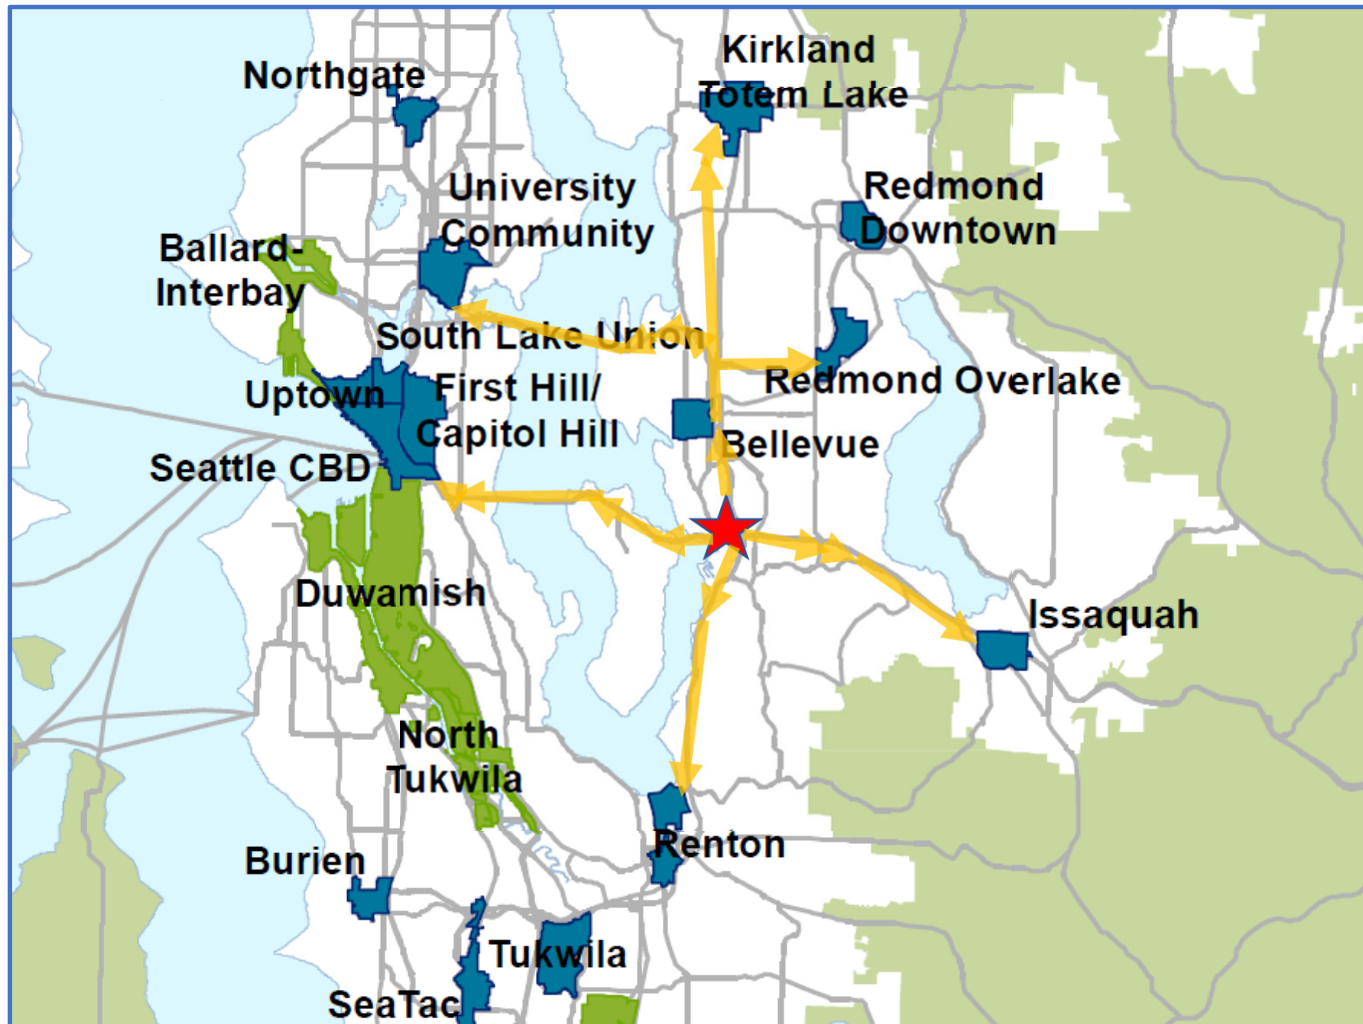 Kirkland
Totem Lake
Northgate
University
Community
Redmond
Downtown
Ballard-
Interbay
South Lake Union
Uptown
First Hill/
Capitol Hill
Redmond Overlake
Bellevue
Seattle CBD
Duwamish
Issaquah
North
Tukwila
Renton
Burien
Tukwila
SeaTac